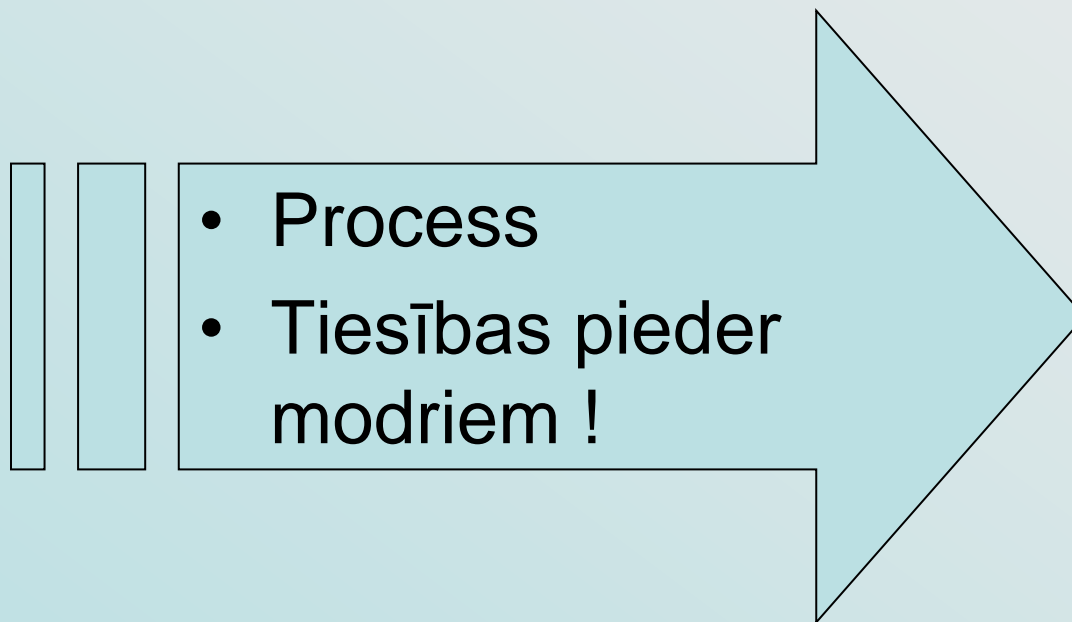 • Process
• Tiesības pieder
modriem !